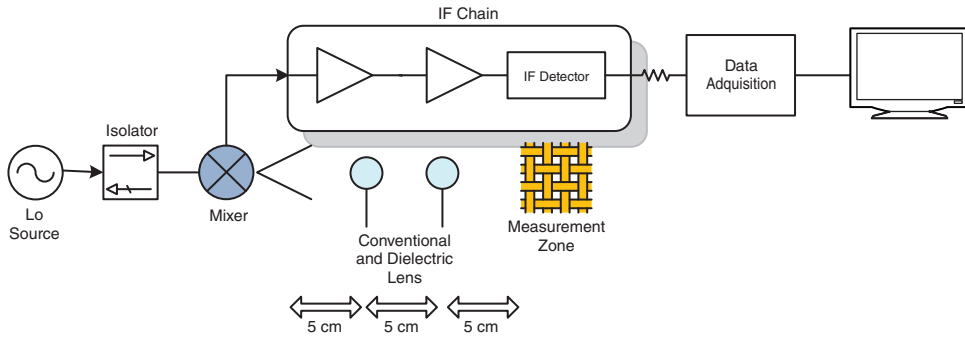 IF Chain
IF Detector
Data
Adquisition
Isolator
Lo
Source
Mixer
Conventional
and Dielectric
Lens
Measurement
Zone
5 cm
5 cm
5 cm